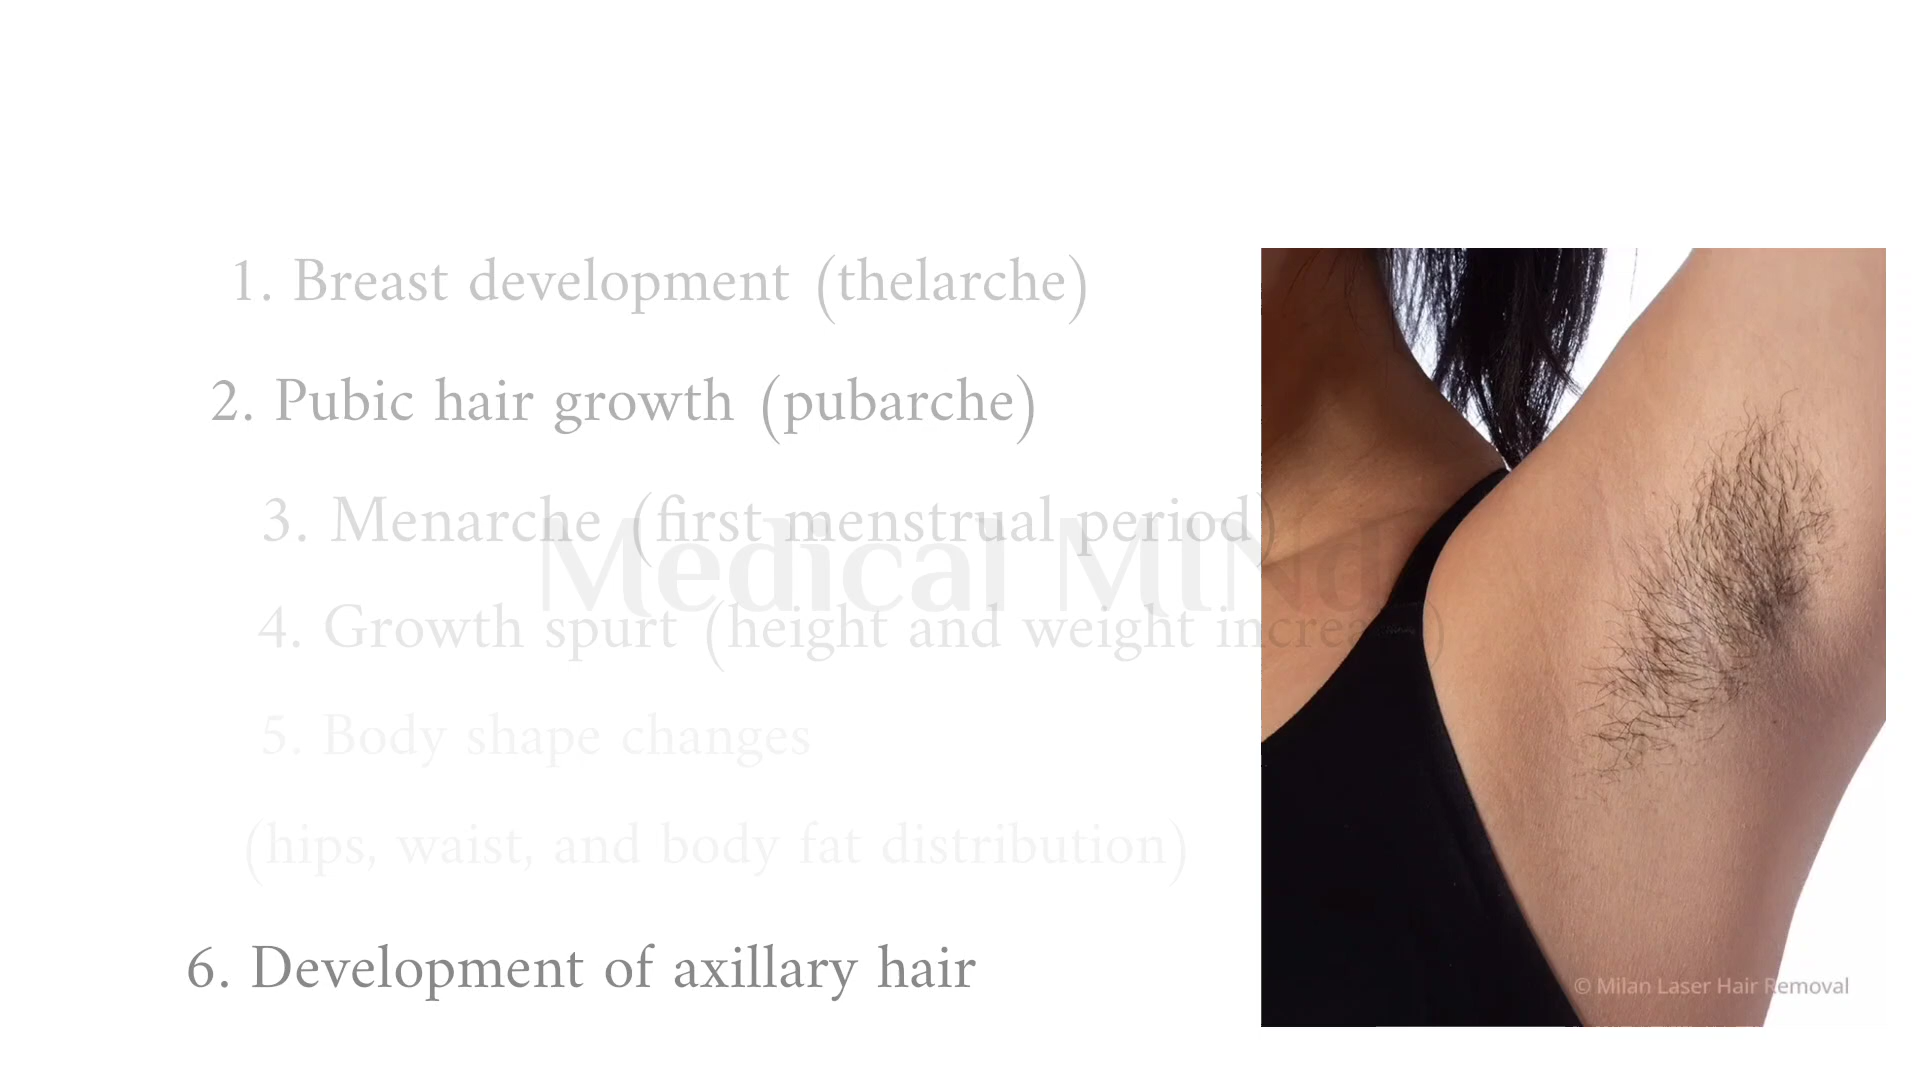 1. Breast development (thelarche)
2. Pubic hair growth (pubarche)
3. Menarche (first menstrual period)
Medical MINd
4. Growth spurt (height and weight increase)
5. Body shape changes
(hips, waist, and body fat distribution)
6. Development of axillary hair
© Milan Laser Hair Removal